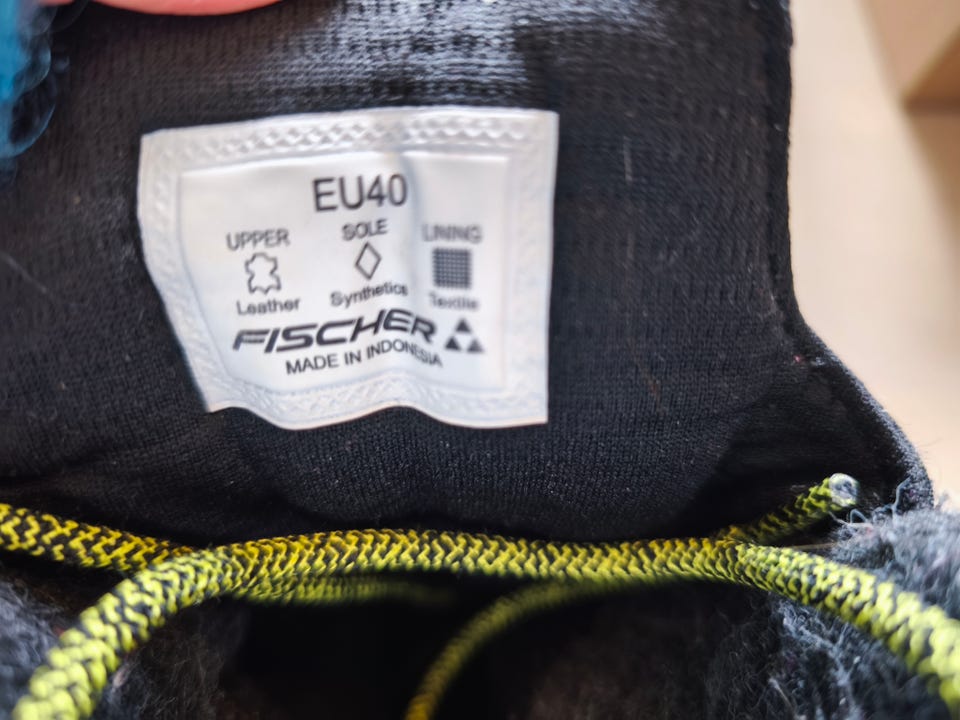 EU40
UPPER SOLE LINING
Leather Synthetics Textile
FISCHER
MADE IN INDONESIA